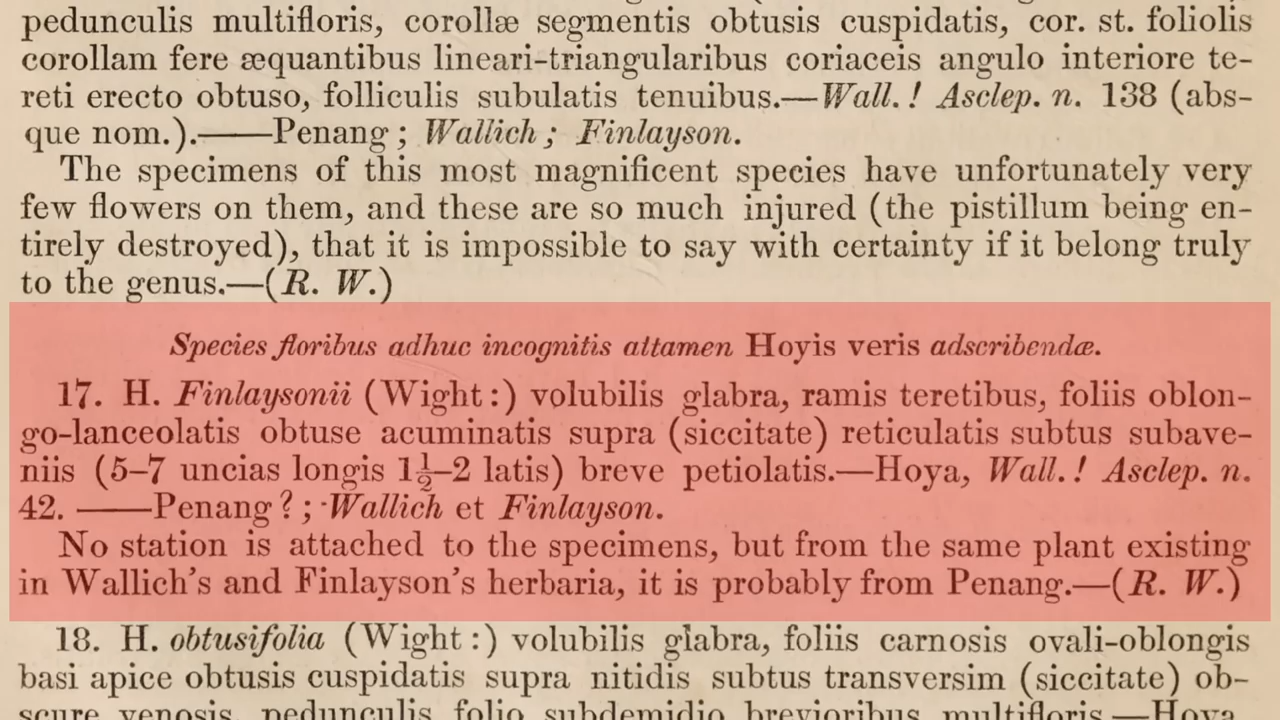 pedunculis multifloris, corollæ segmentis obtusis cuspidatis, cor. st. foliolis
corollam fere æquantibus lineari-triangularibus coriaceis angulo interiore te-
reti erecto obtuso, folliculis subulatis tenuibus.—Wall.! Asclep. n. 138 (abs-
que nom.).——Penang; Wallich; Finlayson.
The specimens of this most magnificent species have unfortunately very
few flowers on them, and these are so much injured (the pistillum being en-
tirely destroyed), that it is impossible to say with certainty if it belong truly
to the genus.—(R. W.)
Species floribus adhuc incognitis attamen Hoyis veris adscribendæ.
17. H. Finlaysonii (Wight:) volubilis glabra, ramis teretibus, foliis oblon-
go-lanceolatis obtuse acuminatis supra (siccitate) reticulatis subtus subave-
niis (5–7 uncias longis 1½–2 latis) breve petiolatis.—Hoya, Wall.! Asclep. n.
42. ——Penang?; Wallich et Finlayson.
No station is attached to the specimens, but from the same plant existing
in Wallich's and Finlayson's herbaria, it is probably from Penang.—(R. W.)
18. H. obtusifolia (Wight:) volubilis glabra, foliis carnosis ovali-oblongis
basi apice obtusis cuspidatis supra nitidis subtus transversim (siccitate) ob-
scure venosis, pedunculis folio subdemidio brevioribus multifloris.—Hoya,